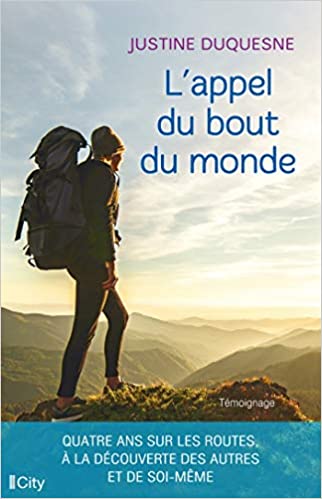 JUSTINE DUQUESNE
L'appel
du bout
du monde
Témoignage
QUATRE ANS SUR LES ROUTES,
À LA DÉCOUVERTE DES AUTRES
ET DE SOI-MÊME
City